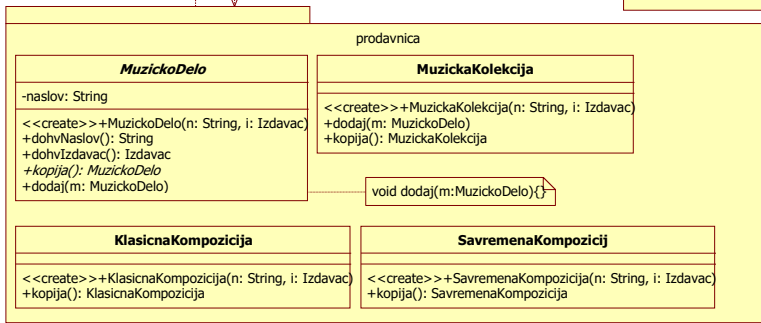 prodavnica
MuzickoDelo
-naslov: String
<<create>>+MuzickoDelo(n: String, i: Izdavac)
+dohvNaslov(): String
+dohvIzdavac(): Izdavac
+kopija(): MuzickoDelo
+dodaj(m: MuzickoDelo)
MuzickaKolekcija
<<create>>+MuzickaKolekcija(n: String, i: Izdavac)
+dodaj(m: MuzickoDelo)
+kopija(): MuzickaKolekcija
void dodaj(m:MuzickoDelo){}
KlasicnaKompozicija
<<create>>+KlasicnaKompozicija(n: String, i: Izdavac)
+kopija(): KlasicnaKompozicija
SavremenaKompozicij
<<create>>+SavremenaKompozicija(n: String, i: Izdavac)
+kopija(): SavremenaKompozicija